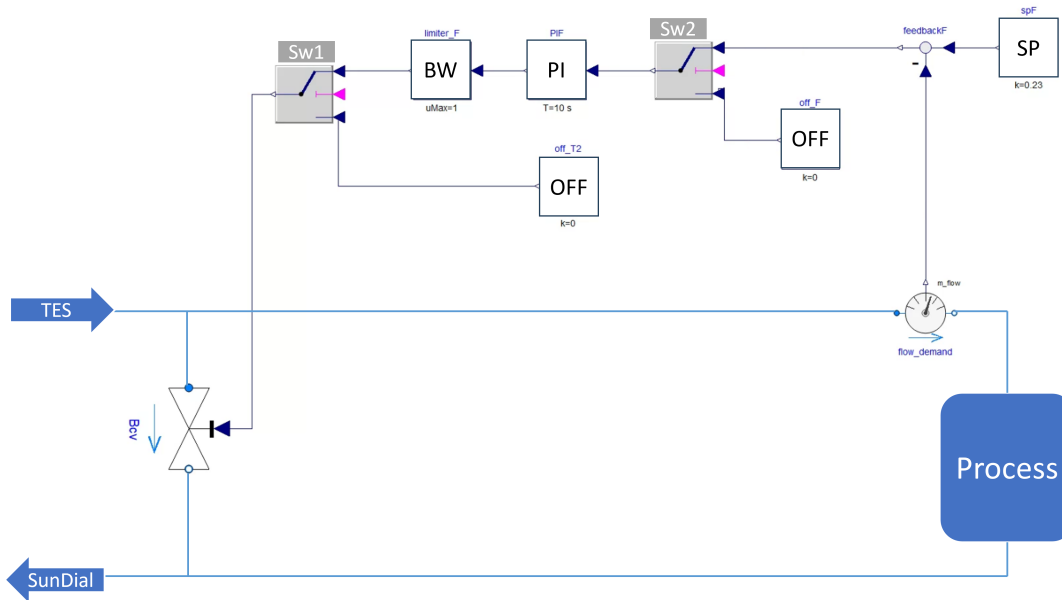 spF
SP
k=0.23
feedbackF
-
Sw2
PIF
PI
T=10 s
limiter_F
BW
uMax=1
Sw1
off_F
OFF
k=0
off_T2
OFF
k=0
m_flow
flow_demand
TES
Bcv
Process
SunDial